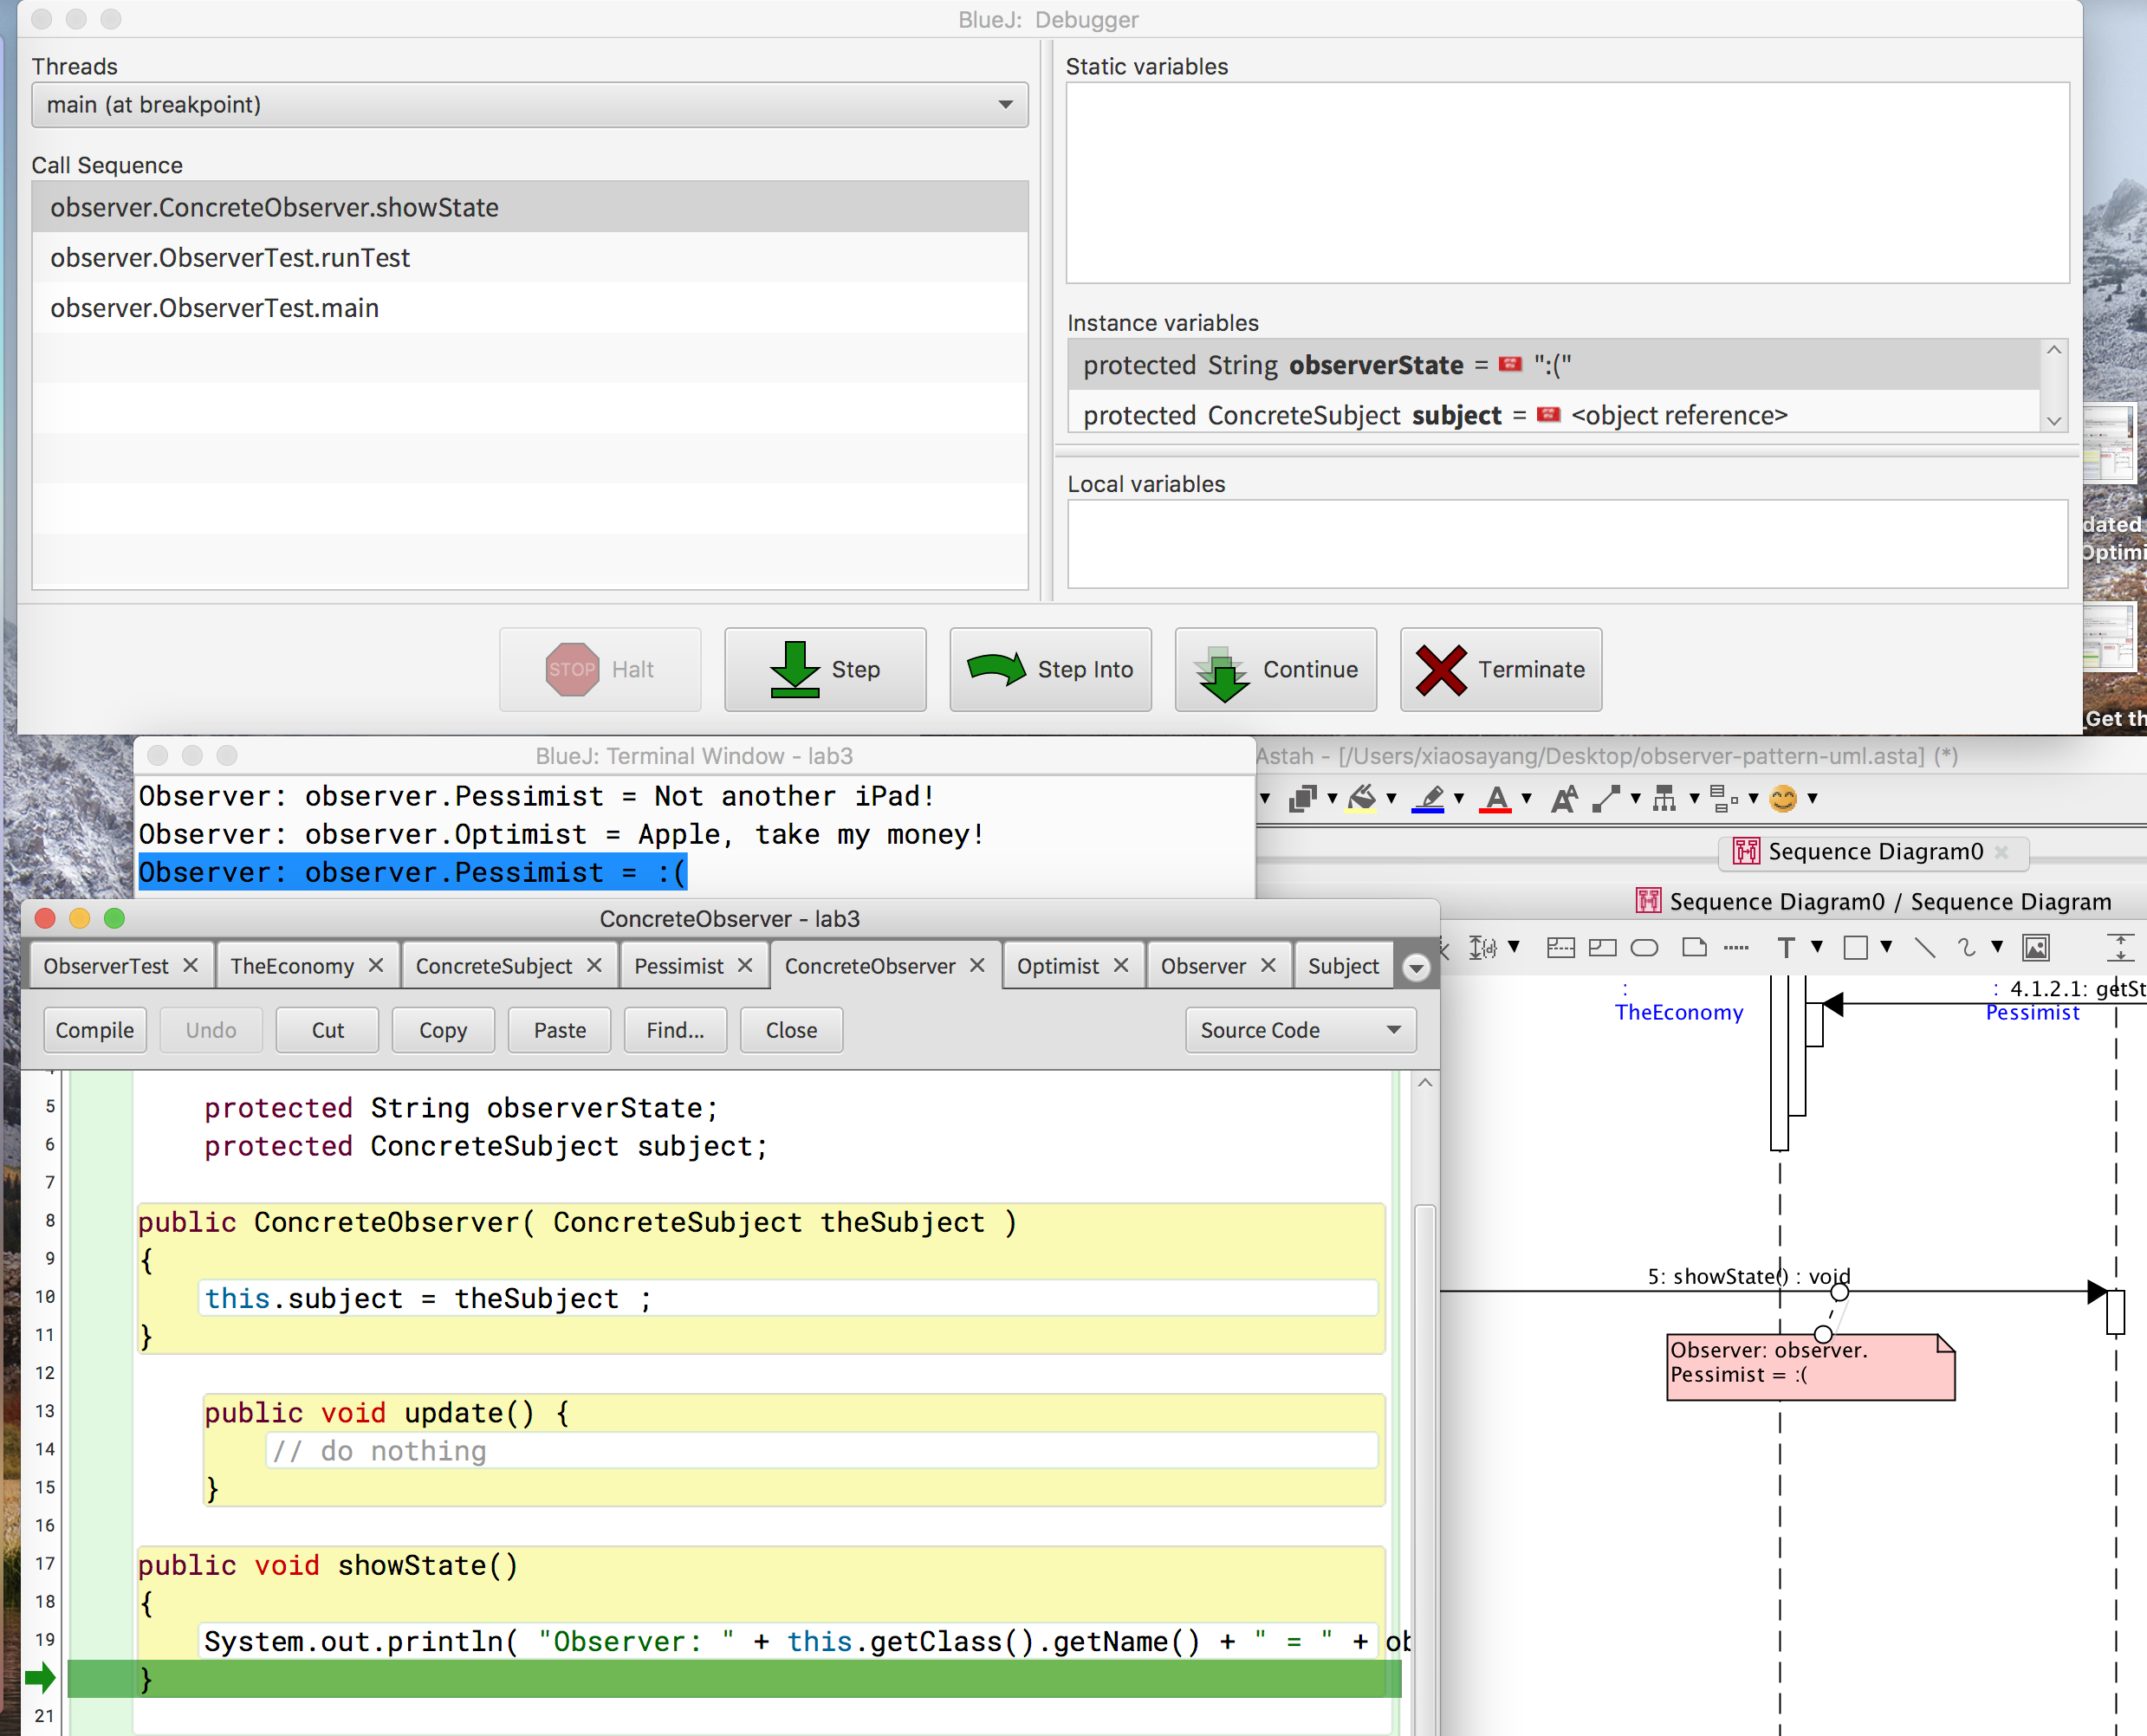 BlueJ: Debugger
Threads
main (at breakpoint)
Call Sequence
observer.ConcreteObserver.showState
observer.ObserverTest.runTest
observer.ObserverTest.main
Static variables
Instance variables
protected String observerState = ":("
protected ConcreteSubject subject = <object reference>
Local variables
STOP Halt
Step
Step Into
Continue
Terminate
dated
Optimi
Get th
BlueJ: Terminal Window - lab3
Observer: observer.Pessimist = Not another iPad!
Observer: observer.Optimist = Apple, take my money!
Observer: observer.Pessimist = :(
Astah - [/Users/xiaosayang/Desktop/observer-pattern-uml.asta] (*)
Sequence Diagram0
Sequence Diagram0 / Sequence Diagram
ConcreteObserver - lab3
ObserverTest
TheEconomy
ConcreteSubject
Pessimist
ConcreteObserver
Optimist
Observer
Subject
Compile
Undo
Cut
Copy
Paste
Find...
Close
Source Code
5 protected String observerState;
6 protected ConcreteSubject subject;
7
8 public ConcreteObserver( ConcreteSubject theSubject )
9 {
10 this.subject = theSubject ;
11 }
12
13 public void update() {
14 // do nothing
15 }
16
17 public void showState()
18 {
19 System.out.println( "Observer: " + this.getClass().getName() + " = " + ob
}
21
:
TheEconomy
: 4.1.2.1: getSt
Pessimist
5: showState() : void
Observer: observer.
Pessimist = :(